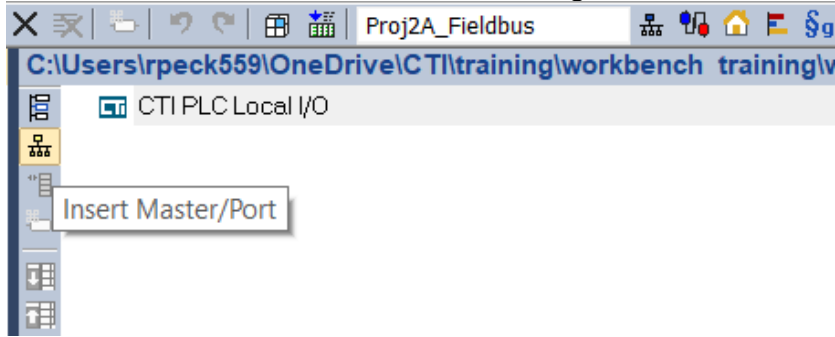 Proj2A_Fieldbus
C:\Users\rpeck559\OneDrive\CTI\training\workbench training\
CTI PLC Local I/O
Insert Master/Port